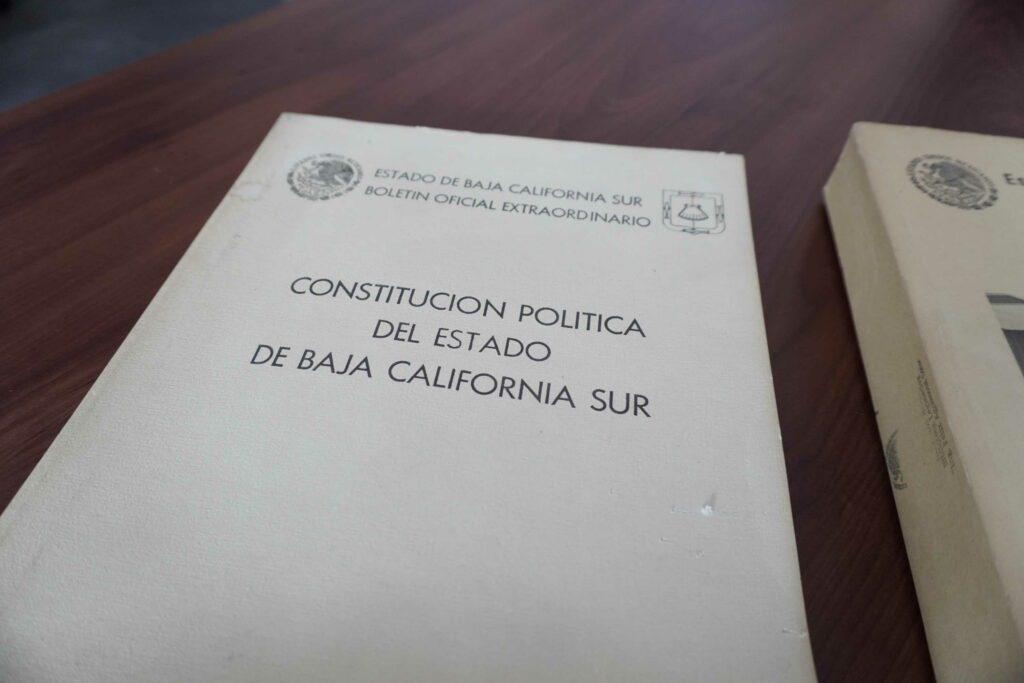 ESTADO DE BAJA CALIFORNIA SUR
BOLETIN OFICIAL EXTRAORDINARIO
CONSTITUCION POLITICA
DEL ESTADO
DE BAJA CALIFORNIA SUR